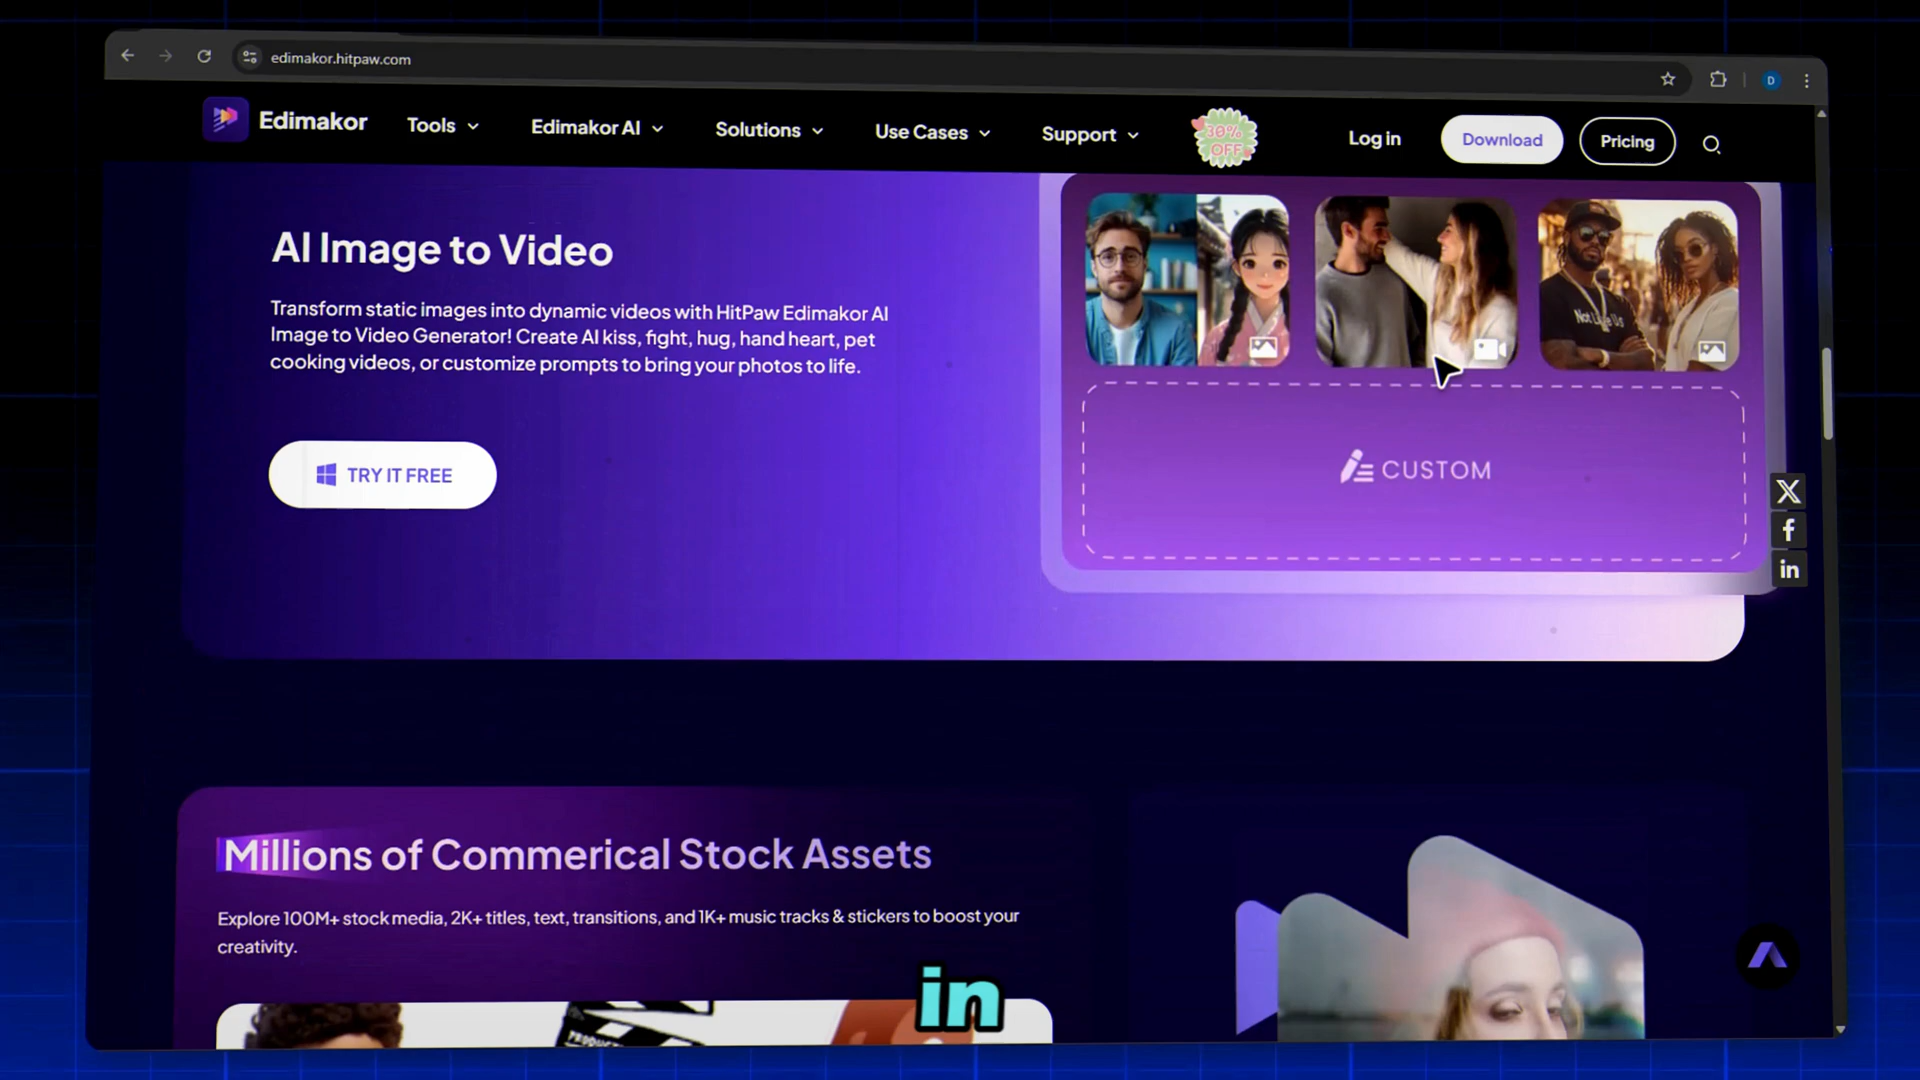 edimakor.hitpaw.com
D
Edimakor
Tools
Edimakor AI
Solutions
Use Cases
Support
30%
OFF
Log in
Download
Pricing
AI Image to Video
Transform static images into dynamic videos with HitPaw Edimakor AI
Image to Video Generator! Create AI kiss, fight, hug, hand heart, pet
cooking videos, or customize prompts to bring your photos to life.
TRY IT FREE
Not Like Us
CUSTOM
X
f
in
Millions of Commerical Stock Assets
Explore 100M+ stock media, 2K+ titles, text, transitions, and 1K+ music tracks & stickers to boost your
creativity.
in